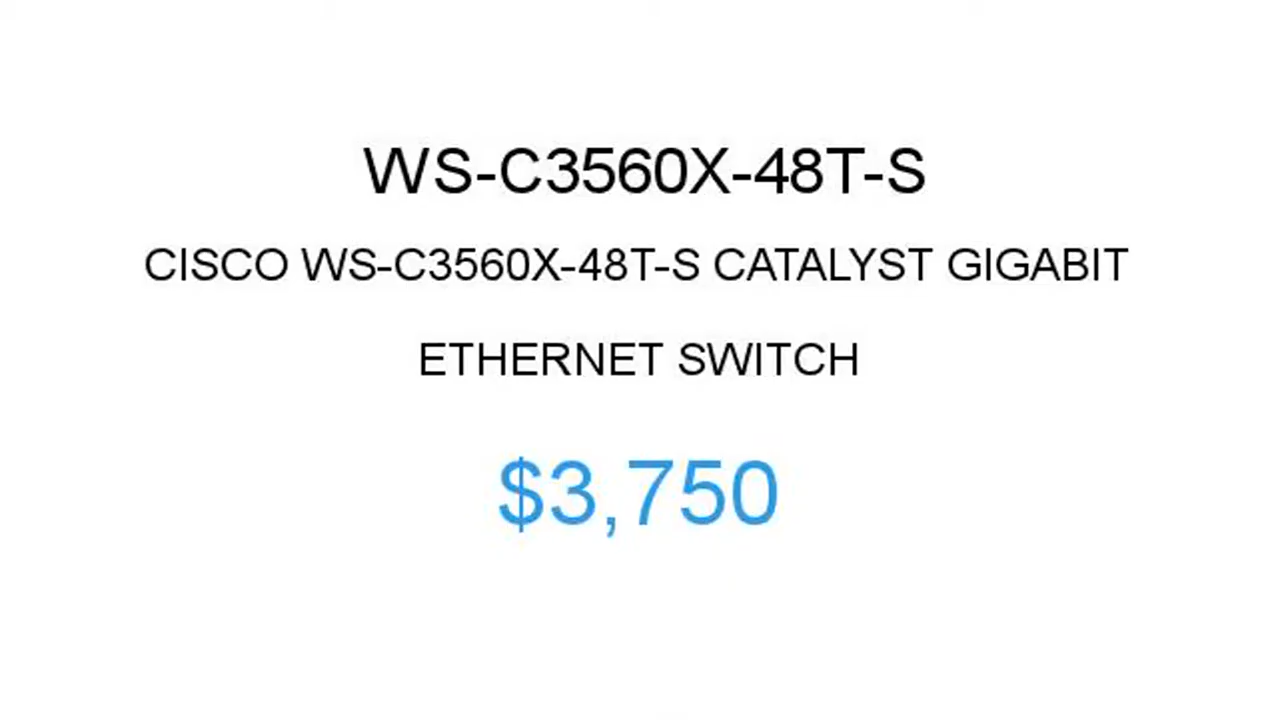 WS-C3560X-48T-S
CISCO WS-C3560X-48T-S CATALYST GIGABIT
ETHERNET SWITCH
$3,750